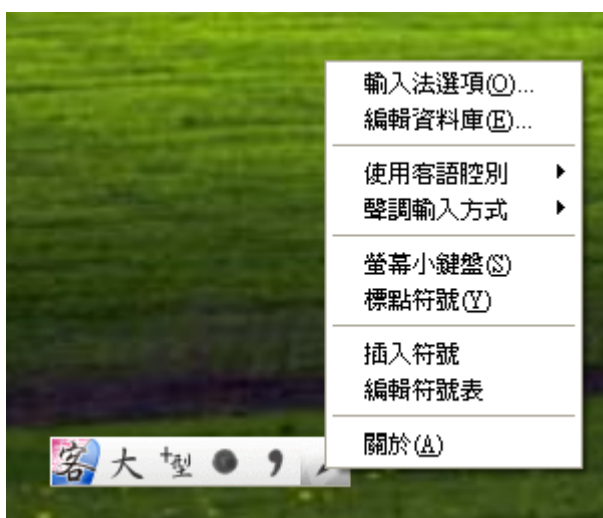 輸入法選項(O)...
編輯資料庫(E)...
使用客語腔別
聲調輸入方式
螢幕小鍵盤(S)
標點符號(Y)
插入符號
編輯符號表
關於(A)
客 大 +型 ● ，